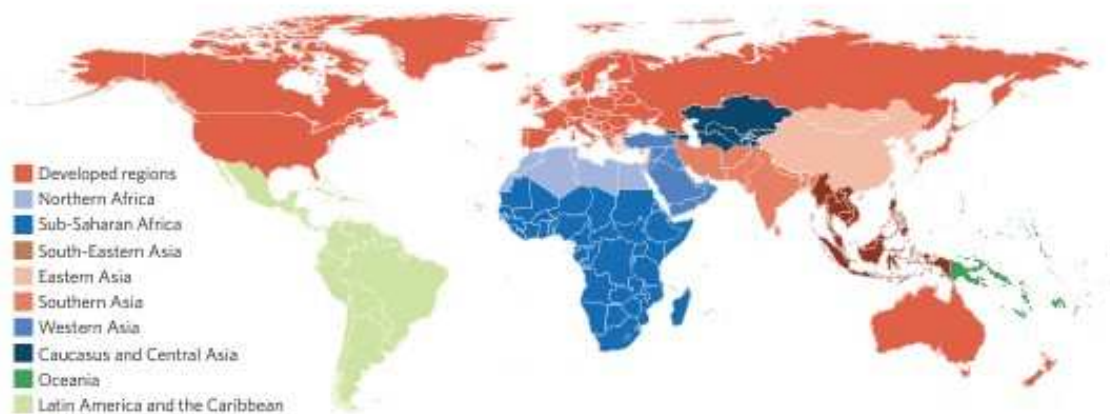 Developed regions
Northern Africa
Sub-Saharan Africa
South-Eastern Asia
Eastern Asia
Southern Asia
Western Asia
Caucasus and Central Asia
Oceania
Latin America and the Caribbean